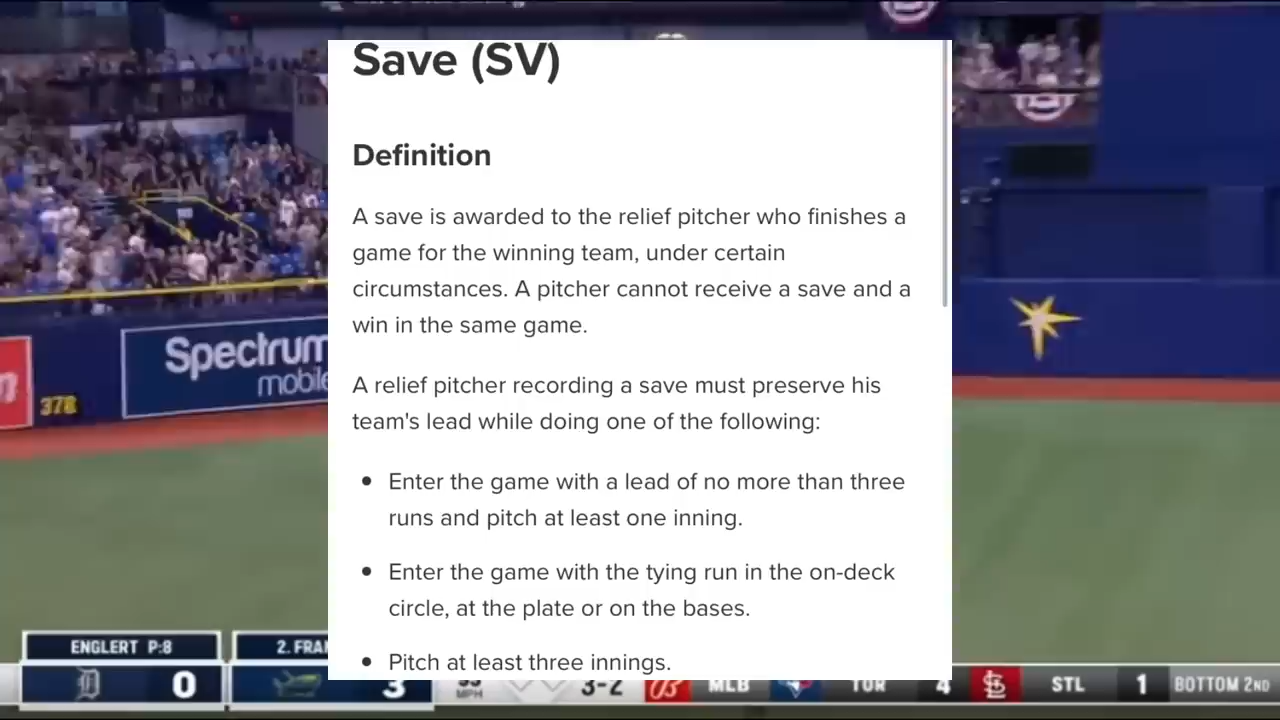 Save (SV)
Definition
A save is awarded to the relief pitcher who finishes a
game for the winning team, under certain
circumstances. A pitcher cannot receive a save and a
win in the same game.
A relief pitcher recording a save must preserve his
team's lead while doing one of the following:
• Enter the game with a lead of no more than three
runs and pitch at least one inning.
• Enter the game with the tying run in the on-deck
circle, at the plate or on the bases.
• Pitch at least three innings.
Spectrum
mobile
378
ENGLERT P:8
2. FRA
D 0
3
MPH
3-2
MLB
TOR 4
STL 1
BOTTOM 2ND